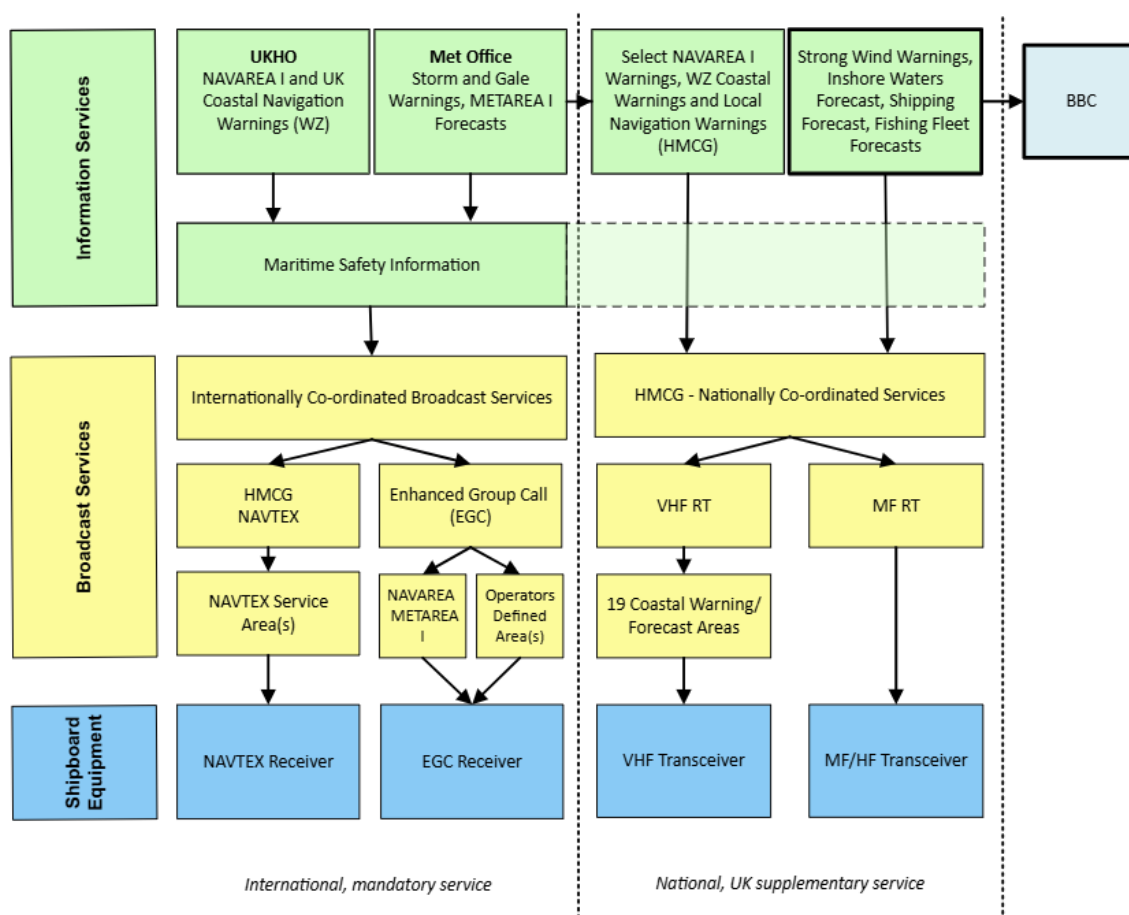 Information Services
UKHO
NAVAREA I and UK
Coastal Navigation
Warnings (WZ)
Met Office
Storm and Gale
Warnings, METAREA I
Forecasts
Select NAVAREA I
Warnings, WZ Coastal
Warnings and Local
Navigation Warnings
(HMCG)
Strong Wind Warnings,
Inshore Waters
Forecast, Shipping
Forecast, Fishing Fleet
Forecasts
BBC
Maritime Safety Information
Broadcast Services
Internationally Co-ordinated Broadcast Services
HMCG - Nationally Co-ordinated Services
HMCG
NAVTEX
Enhanced Group Call
(EGC)
VHF RT
MF RT
NAVTEX Service
Area(s)
NAVAREA
METAREA
I
Operators
Defined
Area(s)
19 Coastal Warning/
Forecast Areas
Shipboard
Equipment
NAVTEX Receiver
EGC Receiver
VHF Transceiver
MF/HF Transceiver
International, mandatory service
National, UK supplementary service